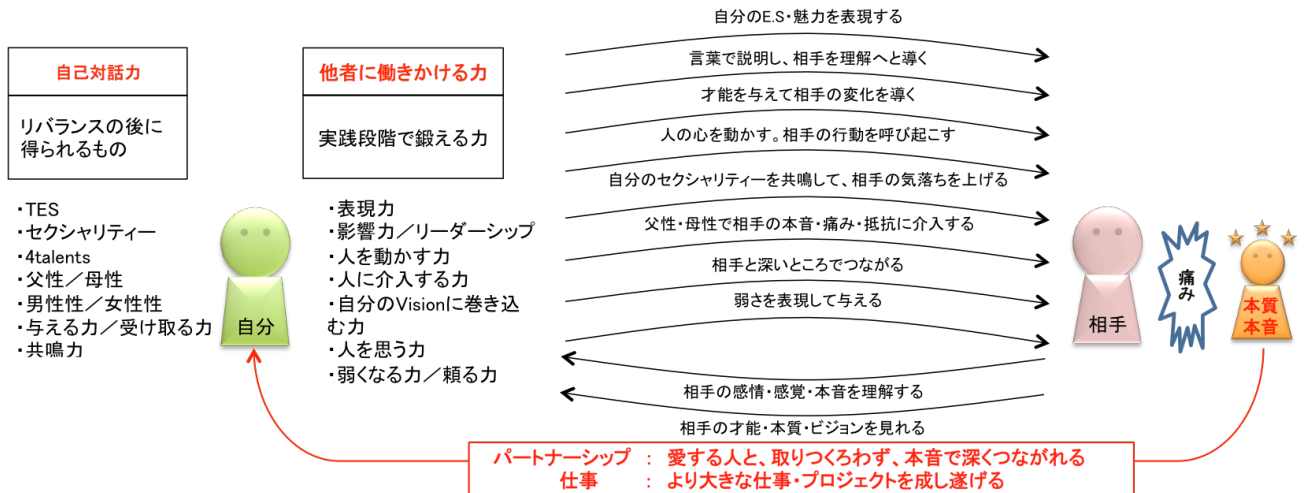 自己対話力
リバランスの後に
得られるもの
・TES
・セクシャリティー
・4talents
・父性／母性
・男性性／女性性
・与える力／受け取る力
・共鳴力
自分
他者に働きかける力
実践段階で鍛える力
・表現力
・影響力／リーダーシップ
・人を動かす力
・人に介入する力
・自分のVisionに巻き込
む力
・人を思う力
・弱くなる力／頼る力
自分のE.S・魅力を表現する
言葉で説明し、相手を理解へと導く
才能を与えて相手の変化を導く
人の心を動かす。相手の行動を呼び起こす
自分のセクシャリティーを共鳴して、相手の気落ちを上げる
父性・母性で相手の本音・痛み・抵抗に介入する
相手と深いところでつながる
弱さを表現して与える
相手の感情・感覚・本音を理解する
相手の才能・本質・ビジョンを見れる
相手
痛み
本質
本音
パートナーシップ ： 愛する人と、取りつくろわず、本音で深くつながれる
仕事 ： より大きな仕事・プロジェクトを成し遂げる